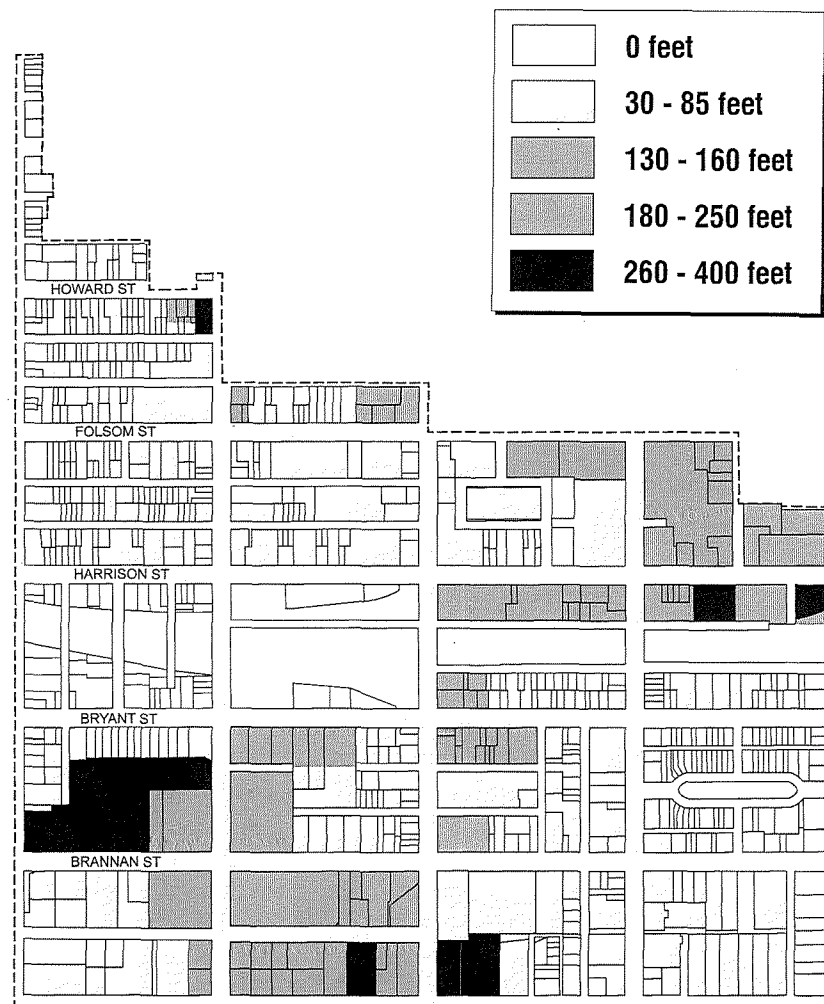 0 feet
30 - 85 feet
130 - 160 feet
180 - 250 feet
260 - 400 feet
HOWARD ST
FOLSOM ST
HARRISON ST
BRYANT ST
BRANNAN ST